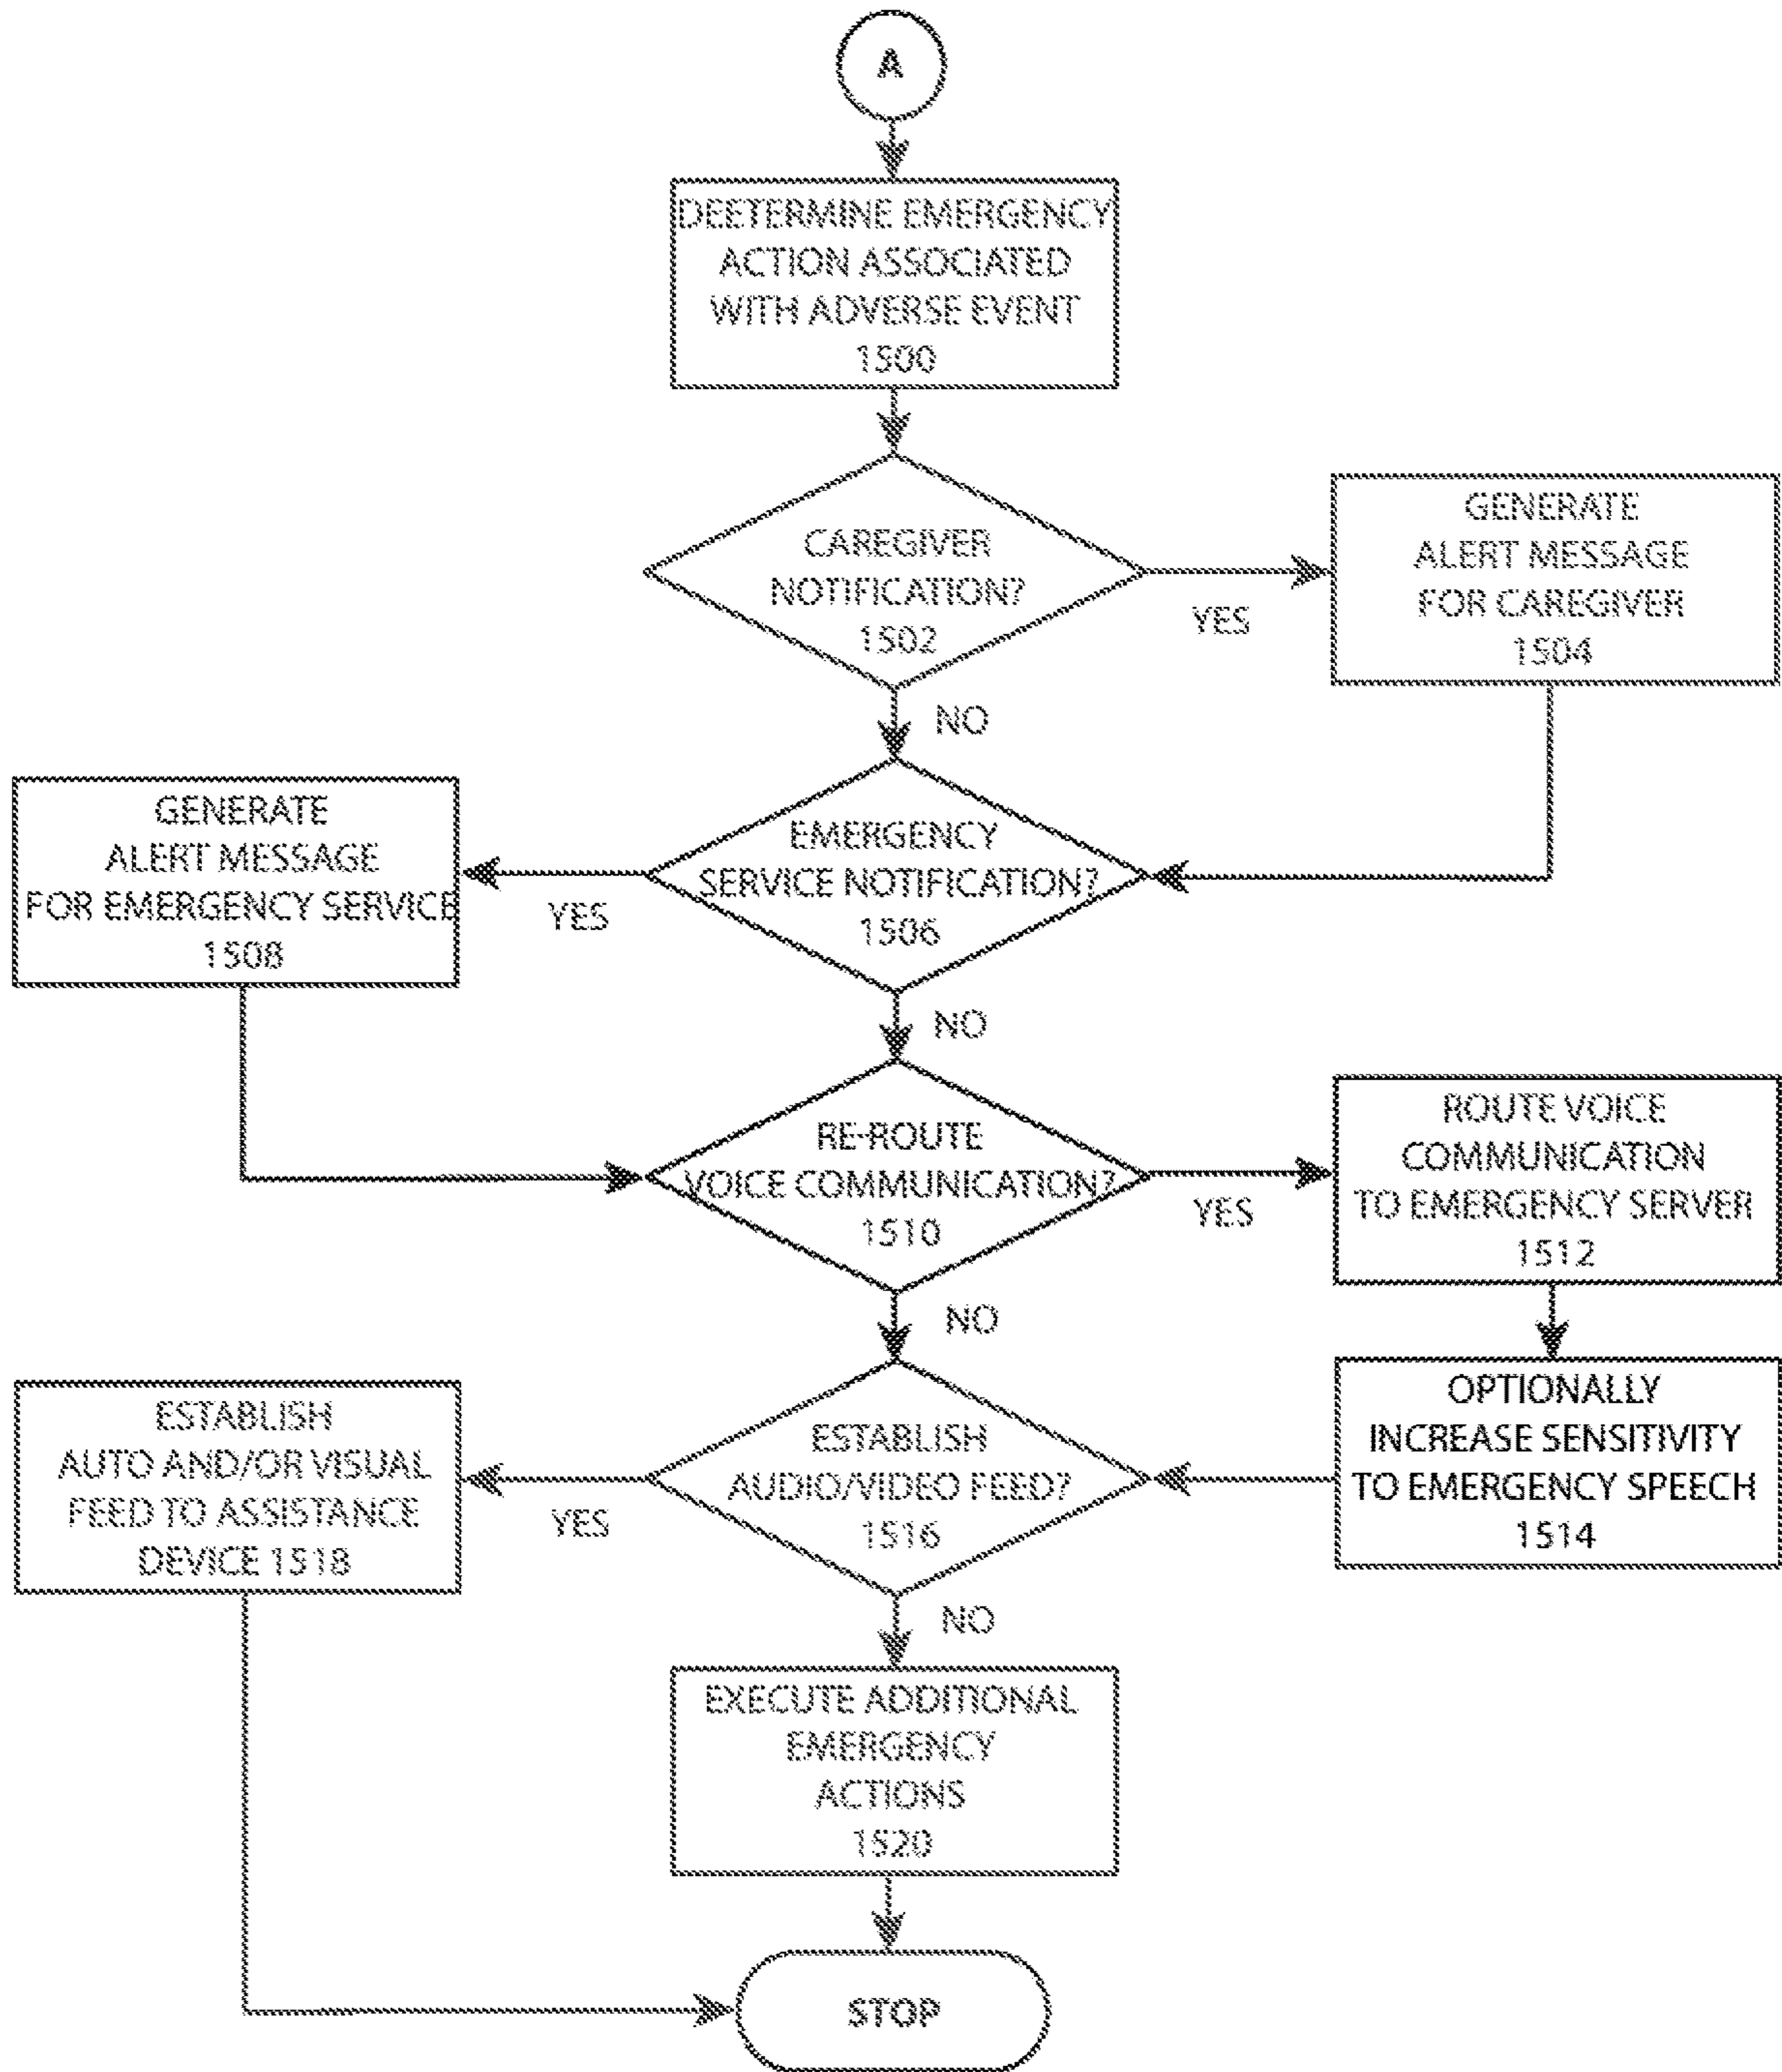 A
DEETERMINE EMERGENCY
ACTION ASSOCIATED
WITH ADVERSE EVENT
1500
CAREGIVER
NOTIFICATION?
1502
YES
GENERATE
ALERT MESSAGE
FOR CAREGIVER
1504
NO
GENERATE
ALERT MESSAGE
FOR EMERGENCY SERVICE
1508
YES
EMERGENCY
SERVICE NOTIFICATION?
1506
NO
RE-ROUTE
VOICE COMMUNICATION?
1510
YES
ROUTE VOICE
COMMUNICATION
TO EMERGENCY SERVER
1512
NO
OPTIONALLY
INCREASE SENSITIVITY
TO EMERGENCY SPEECH
1514
ESTABLISH
AUDIO/VIDEO FEED?
1516
YES
ESTABLISH
AUTO AND/OR VISUAL
FEED TO ASSISTANCE
DEVICE 1518
NO
EXECUTE ADDITIONAL
EMERGENCY
ACTIONS
1520
STOP